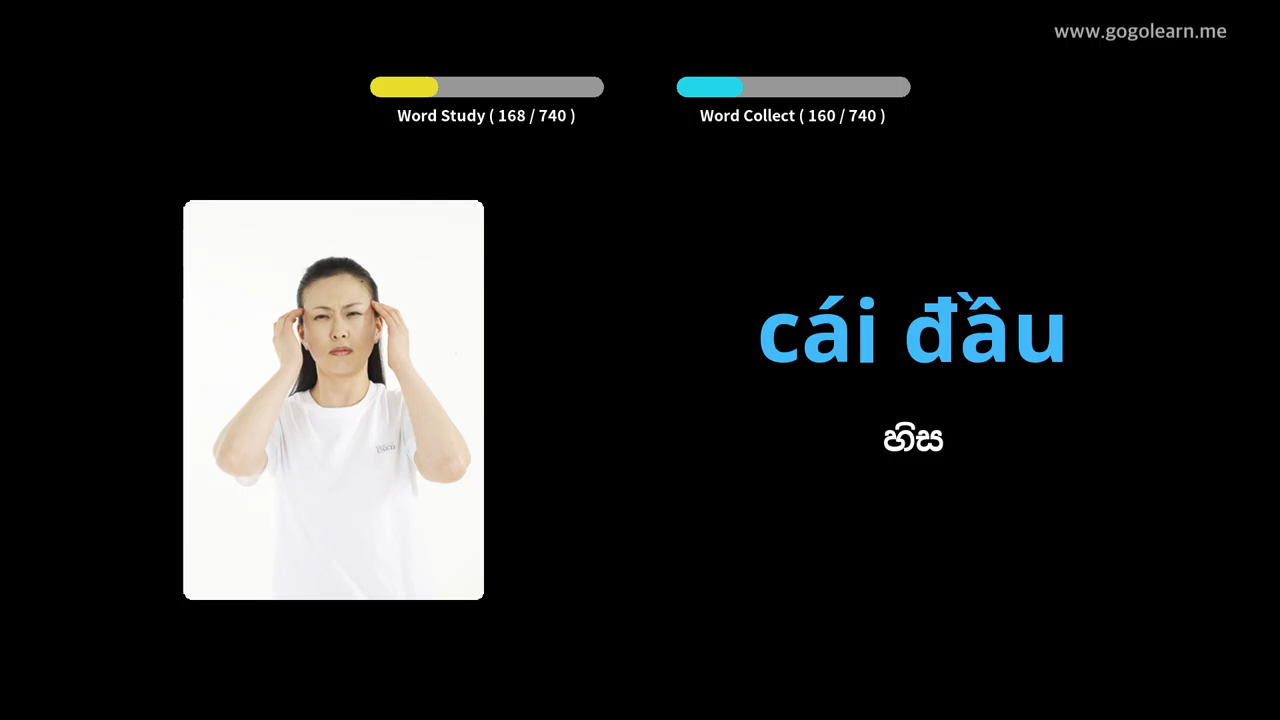 www.gogolearn.me
Word Study ( 168 / 740 )
Word Collect ( 160 / 740 )
cái đầu
හිස